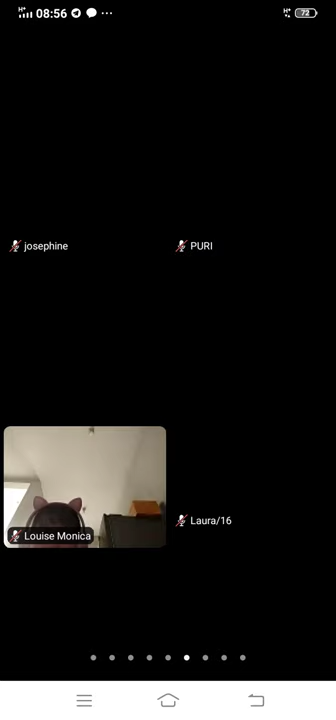 H+ 08:56 ...
H+ 72
josephine
PURI
Louise Monica
Laura/16